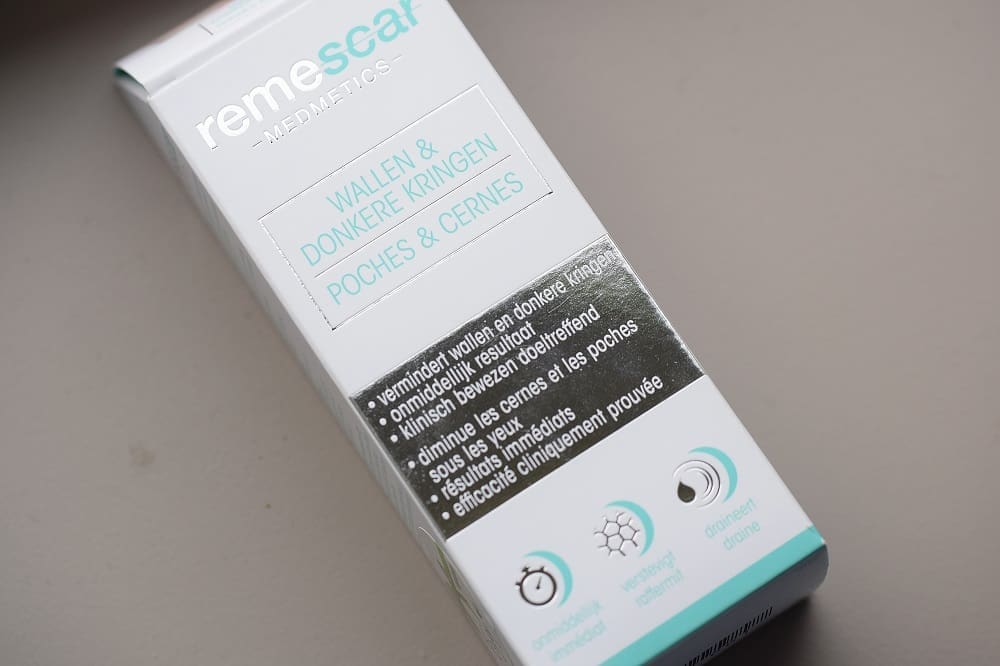 remescar
MEDMETICS
WALLEN &
DONKERE KRINGEN
POCHES & CERNES
• vermindert wallen en donkere kringen
• onmiddellijk resultaat
• klinisch bewezen doeltreffend
• diminue les cernes et les poches
sous les yeux
• résultats immédiats
• efficacité cliniquement prouvée
onmiddellijk
immédiat
verstevigt
raffermit
draineert
draine